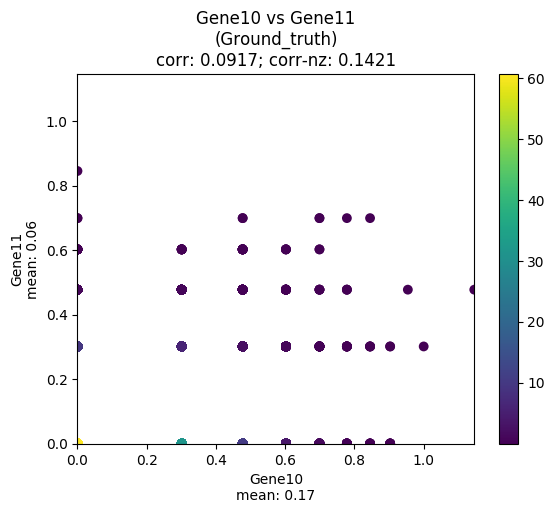 Gene10 vs Gene11
(Ground_truth)
corr: 0.0917; corr-nz: 0.1421
60
50
40
30
20
10
1.0
0.8
0.6
0.4
0.2
0.0
Gene11
mean: 0.06
0.0 0.2 0.4 0.6 0.8 1.0
Gene10
mean: 0.17